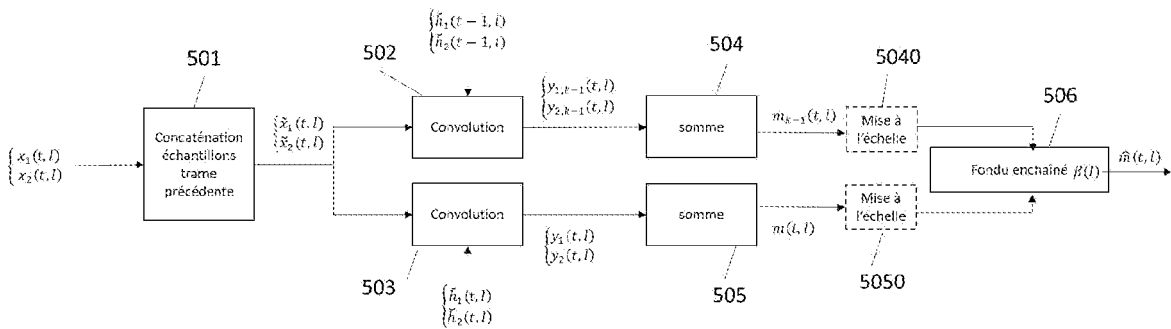 501
502
504
5040
506
503
505
5050
{x₁(t, l)
{x₂(t, l)
Concaténation
échantillons
trame
précédente
{x̃₁(t, l)
{x̃₂(t, l)
{h̃₁(t − 1, i)
{h̃₂(t − 1, i)
Convolution
{y₁,ₖ₋₁(t, l)
{y₂,ₖ₋₁(t, l)
somme
mₖ₋₁(t, l)
Mise à
l'échelle
Fondu enchaîné β(l)
m̂(t, l)
Convolution
{h̃₁(t, l)
{h̃₂(t, l)
{y₁(t, l)
{y₂(t, l)
somme
m(l, l)
Mise à
l'échelle